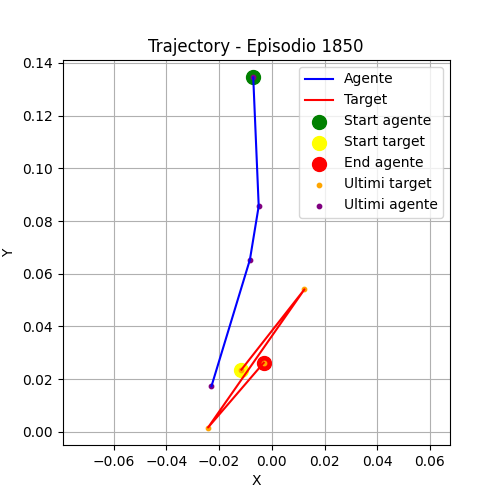 Trajectory - Episodio 1850
Agente
Target
Start agente
Start target
End agente
Ultimi target
Ultimi agente
0.14
0.12
0.10
0.08
0.06
0.04
0.02
0.00
Y
−0.06
−0.04
−0.02
0.00
0.02
0.04
0.06
X